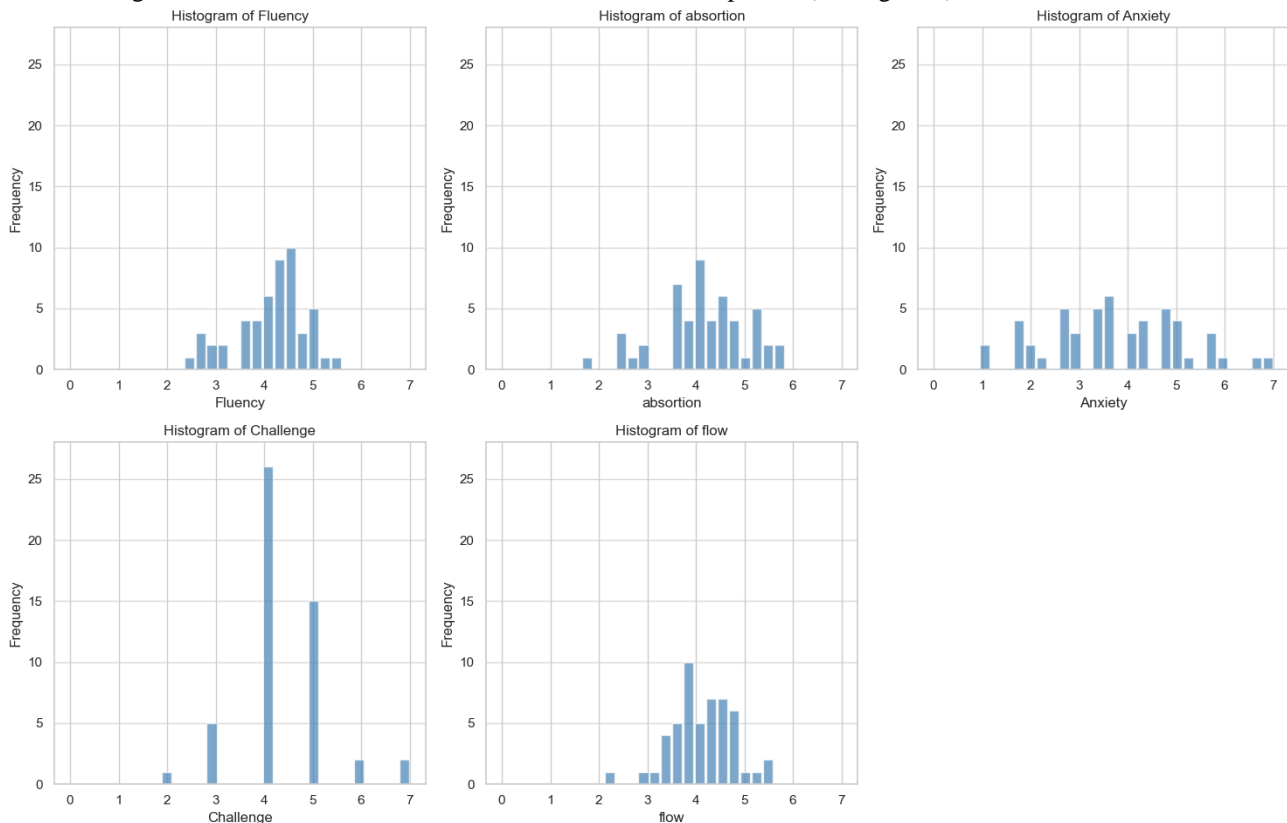 Histogram of Fluency
Frequency
25
20
15
10
5
0
0 1 2 3 4 5 6 7
Fluency
Histogram of absortion
Frequency
25
20
15
10
5
0
0 1 2 3 4 5 6 7
absortion
Histogram of Anxiety
Frequency
25
20
15
10
5
0
0 1 2 3 4 5 6 7
Anxiety
Histogram of Challenge
Frequency
25
20
15
10
5
0
0 1 2 3 4 5 6 7
Challenge
Histogram of flow
Frequency
25
20
15
10
5
0
0 1 2 3 4 5 6 7
flow